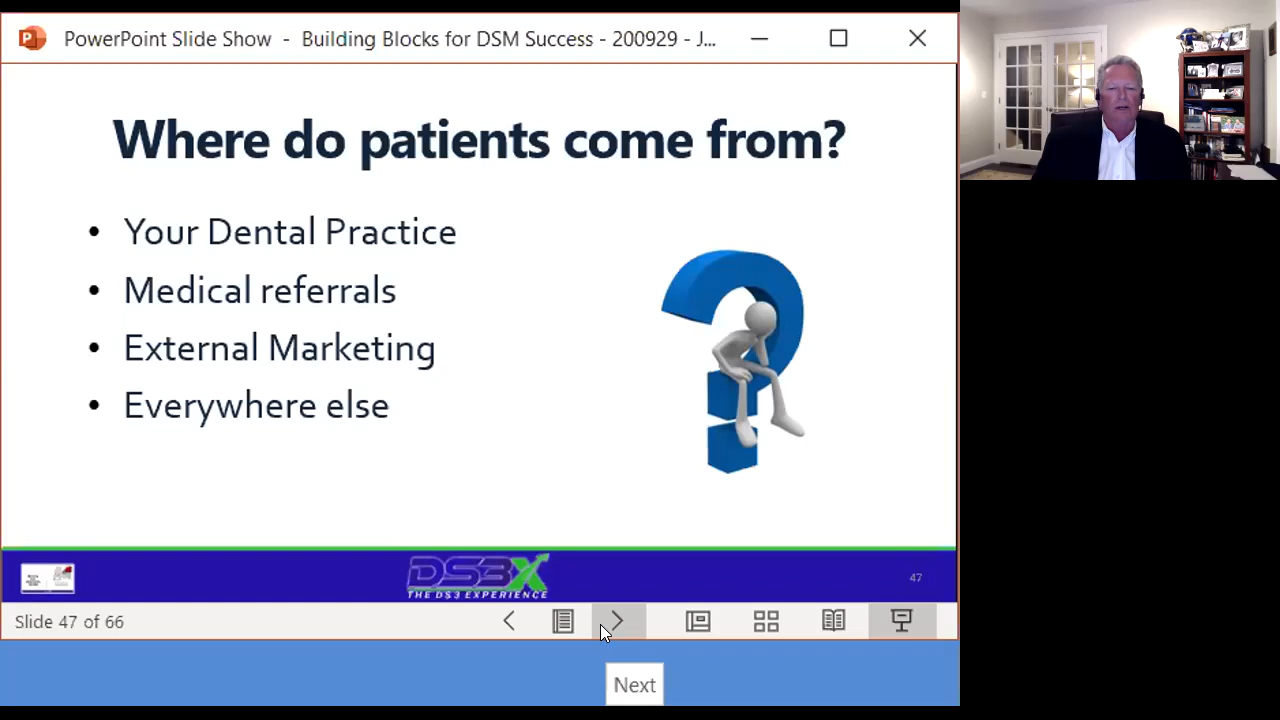 PowerPoint Slide Show - Building Blocks for DSM Success - 200929 - J...
Where do patients come from?
• Your Dental Practice
• Medical referrals
• External Marketing
• Everywhere else
DS3X
THE DS3 EXPERIENCE
47
Slide 47 of 66
Next